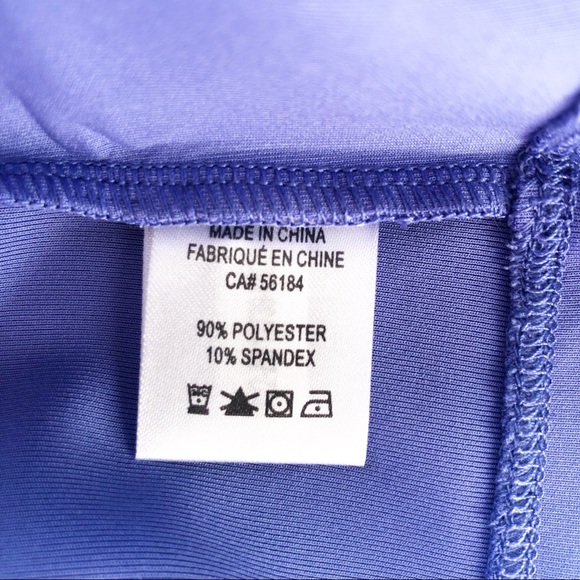 MADE IN CHINA
FABRIQUÉ EN CHINE
CA# 56184
90% POLYESTER
10% SPANDEX